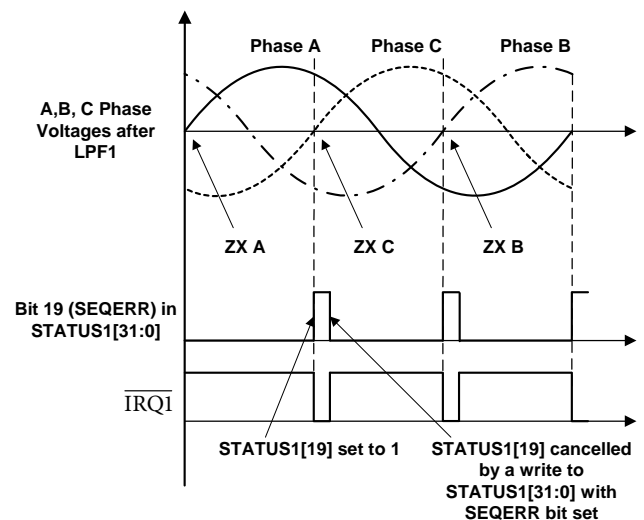 Phase A Phase C Phase B
A,B, C Phase
Voltages after
LPF1
ZX A ZX C ZX B
Bit 19 (SEQERR) in
STATUS1[31:0]
IRQ1
STATUS1[19] set to 1
STATUS1[19] cancelled
by a write to
STATUS1[31:0] with
SEQERR bit set